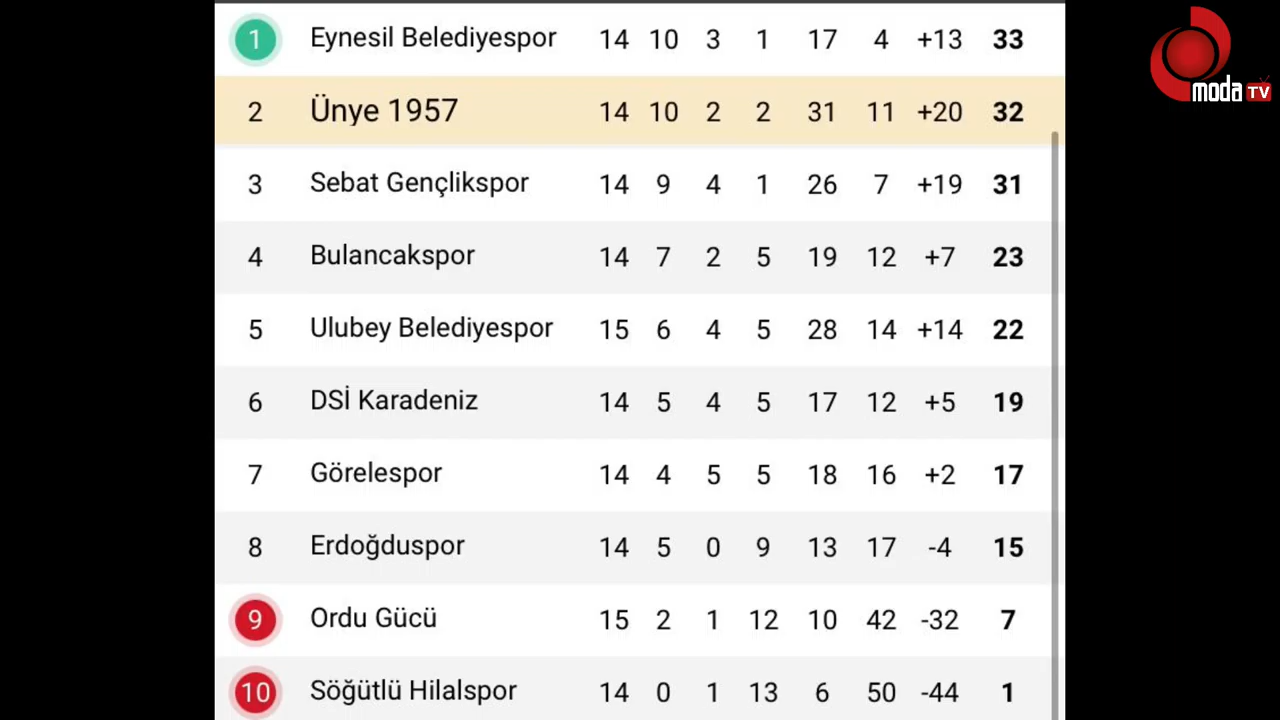 1 Eynesil Belediyespor 14 10 3 1 17 4 +13 33
2 Ünye 1957 14 10 2 2 31 11 +20 32
3 Sebat Gençlikspor 14 9 4 1 26 7 +19 31
4 Bulancakspor 14 7 2 5 19 12 +7 23
5 Ulubey Belediyespor 15 6 4 5 28 14 +14 22
6 DSİ Karadeniz 14 5 4 5 17 12 +5 19
7 Görelespor 14 4 5 5 18 16 +2 17
8 Erdoğduspor 14 5 0 9 13 17 -4 15
9 Ordu Gücü 15 2 1 12 10 42 -32 7
10 Söğütlü Hilalspor 14 0 1 13 6 50 -44 1
moda TV